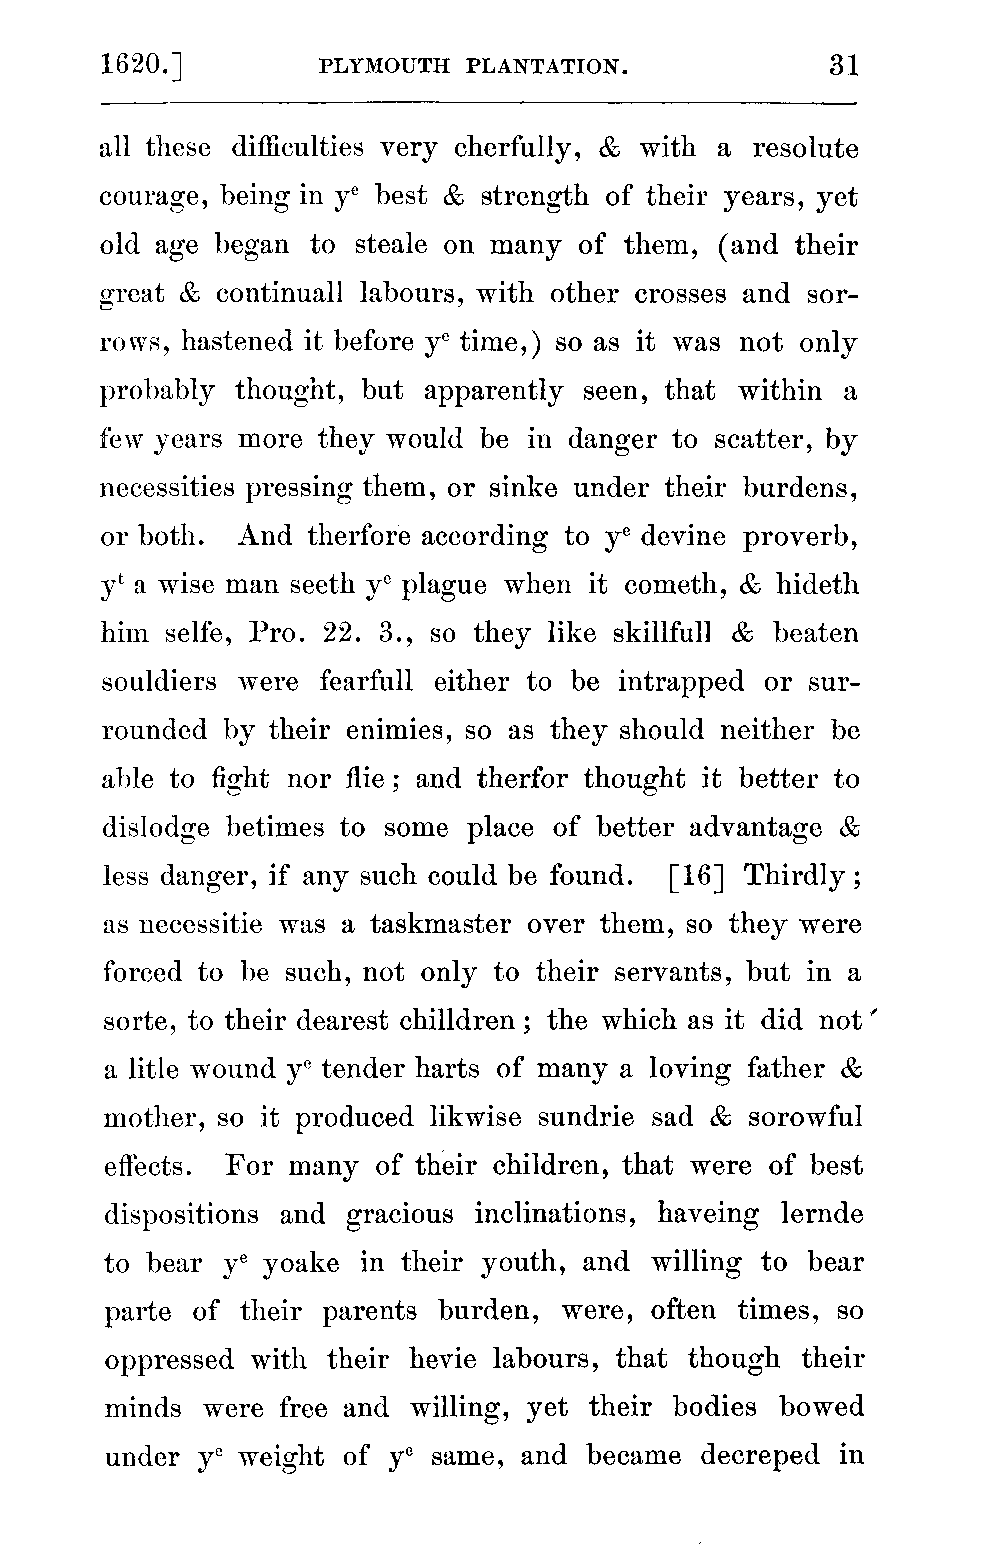 1620.] PLYMOUTH PLANTATION. 31
all these difficulties very cherfully, & with a resolute
courage, being in yᵉ best & strength of their years, yet
old age began to steale on many of them, (and their
great & continuall labours, with other crosses and sor-
rows, hastened it before yᵉ time,) so as it was not only
probably thought, but apparently seen, that within a
few years more they would be in danger to scatter, by
necessities pressing them, or sinke under their burdens,
or both. And therfore according to yᵉ devine proverb,
yᵗ a wise man seeth yᵉ plague when it cometh, & hideth
him selfe, Pro. 22. 3., so they like skillfull & beaten
souldiers were fearfull either to be intrapped or sur-
rounded by their enimies, so as they should neither be
able to fight nor flie; and therfor thought it better to
dislodge betimes to some place of better advantage &
less danger, if any such could be found. [16] Thirdly;
as necessitie was a taskmaster over them, so they were
forced to be such, not only to their servants, but in a
sorte, to their dearest chilldren; the which as it did not
a litle wound yᵉ tender harts of many a loving father &
mother, so it produced likwise sundrie sad & sorowful
effects. For many of their children, that were of best
dispositions and gracious inclinations, haveing lernde
to bear yᵉ yoake in their youth, and willing to bear
parte of their parents burden, were, often times, so
oppressed with their hevie labours, that though their
minds were free and willing, yet their bodies bowed
under yᵉ weight of yᵉ same, and became decreped in